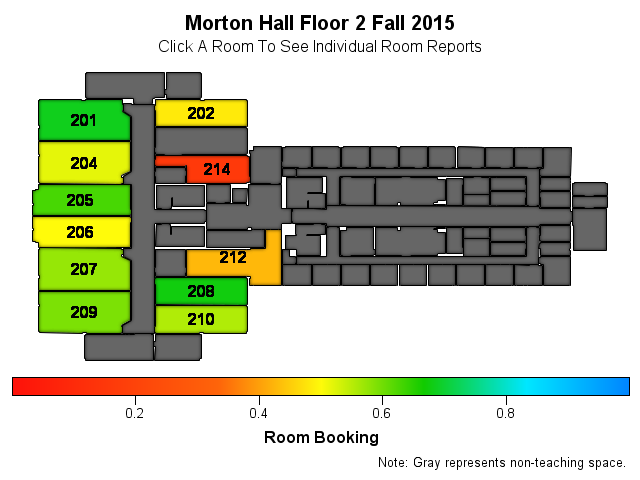 Morton Hall Floor 2 Fall 2015
Click A Room To See Individual Room Reports
201
202
204
214
205
206
207
212
208
209
210
0.2 0.4 0.6 0.8
Room Booking
Note: Gray represents non-teaching space.